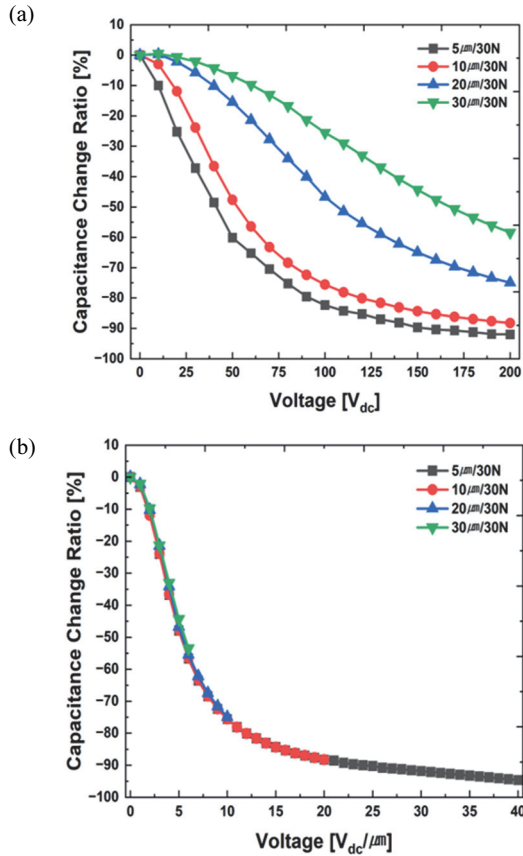 (a)
10
0
-10
-20
-30
-40
-50
-60
-70
-80
-90
-100
Capacitance Change Ratio [%]
5㎛/30N
10㎛/30N
20㎛/30N
30㎛/30N
0 25 50 75 100 125 150 175 200
Voltage [Vdc]
(b)
90
10
0
-10
-20
-30
-40
-50
-60
-70
-80
-90
-100
Capacitance Change Ratio [%]
5㎛/30N
10㎛/30N
20㎛/30N
30㎛/30N
0 5 10 15 20 25 30 35 40
Voltage [Vdc/㎛]